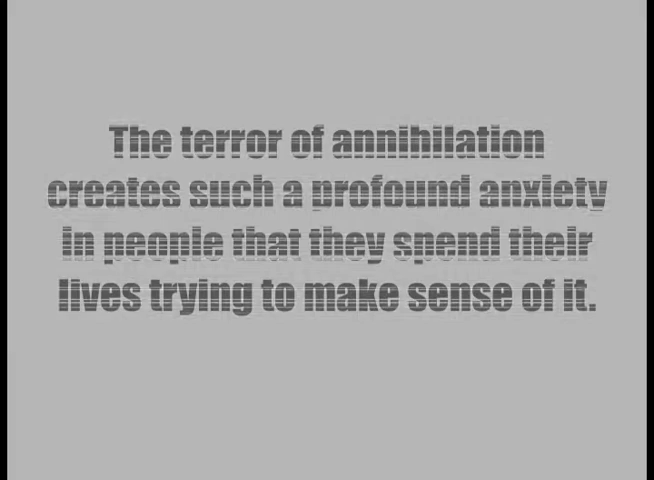 The terror of annihilation
creates such a profound anxiety
in people that they spend their
lives trying to make sense of it.